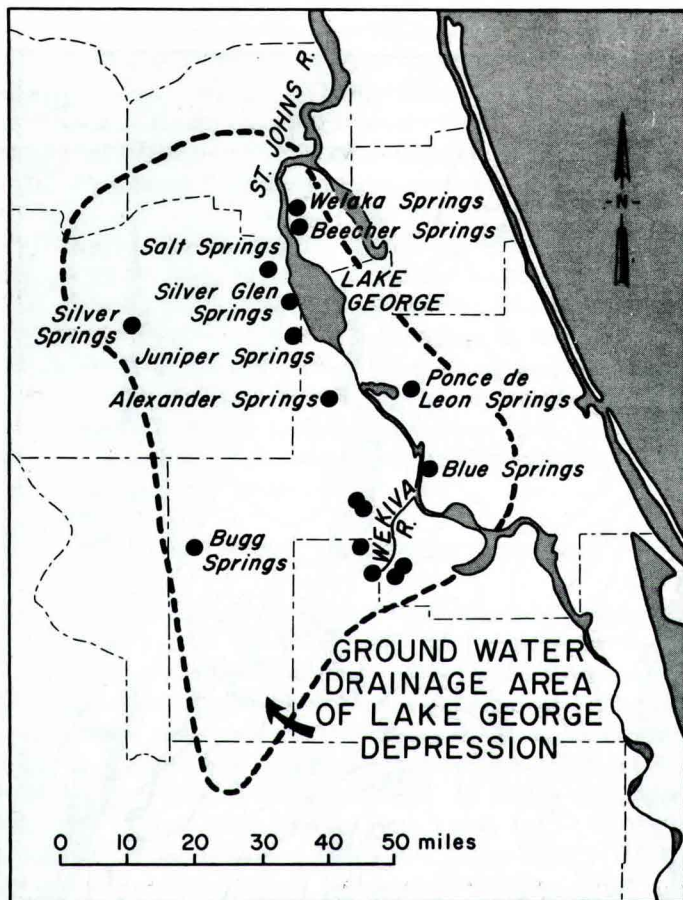 ST. JOHNS R.
-N-
Welaka Springs
Beecher Springs
Salt Springs
LAKE
GEORGE
Silver Glen
Springs
Silver
Springs
Juniper Springs
Ponce de
Leon Springs
Alexander Springs
Blue Springs
WEKIVA
R.
Bugg
Springs
GROUND WATER
DRAINAGE AREA
OF LAKE GEORGE
DEPRESSION
0 10 20 30 40 50 miles